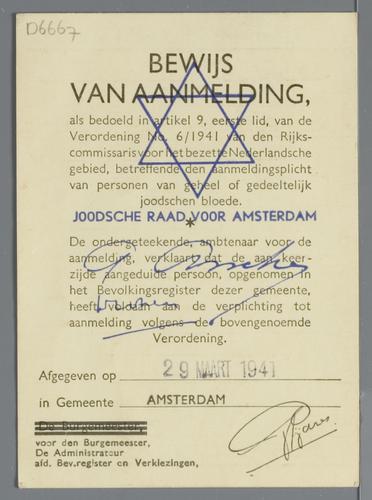 D6667
BEWIJS
VAN AANMELDING,
als bedoeld in artikel 9, eerste lid, van de
Verordening No. 6/1941 van den Rijks-
commissaris voor het bezette Nederlandsche
gebied, betreffende den aanmeldingsplicht
van personen van geheel of gedeeltelijk
joodschen bloede.
JOODSCHE RAAD VOOR AMSTERDAM
*
De ondergeteekende, ambtenaar voor de
aanmelding, verklaart dat de aan keer-
zijde aangeduide persoon, opgenomen in
het Bevolkingsregister dezer gemeente,
heeft voldaan aan de verplichting tot
aanmelding volgens de bovengenoemde
Verordening.
Afgegeven op 29 MAART 1941
in Gemeente AMSTERDAM
De Burgemeester,
voor den Burgemeester,
De Administrateur
afd. Bev.register en Verkiezingen,